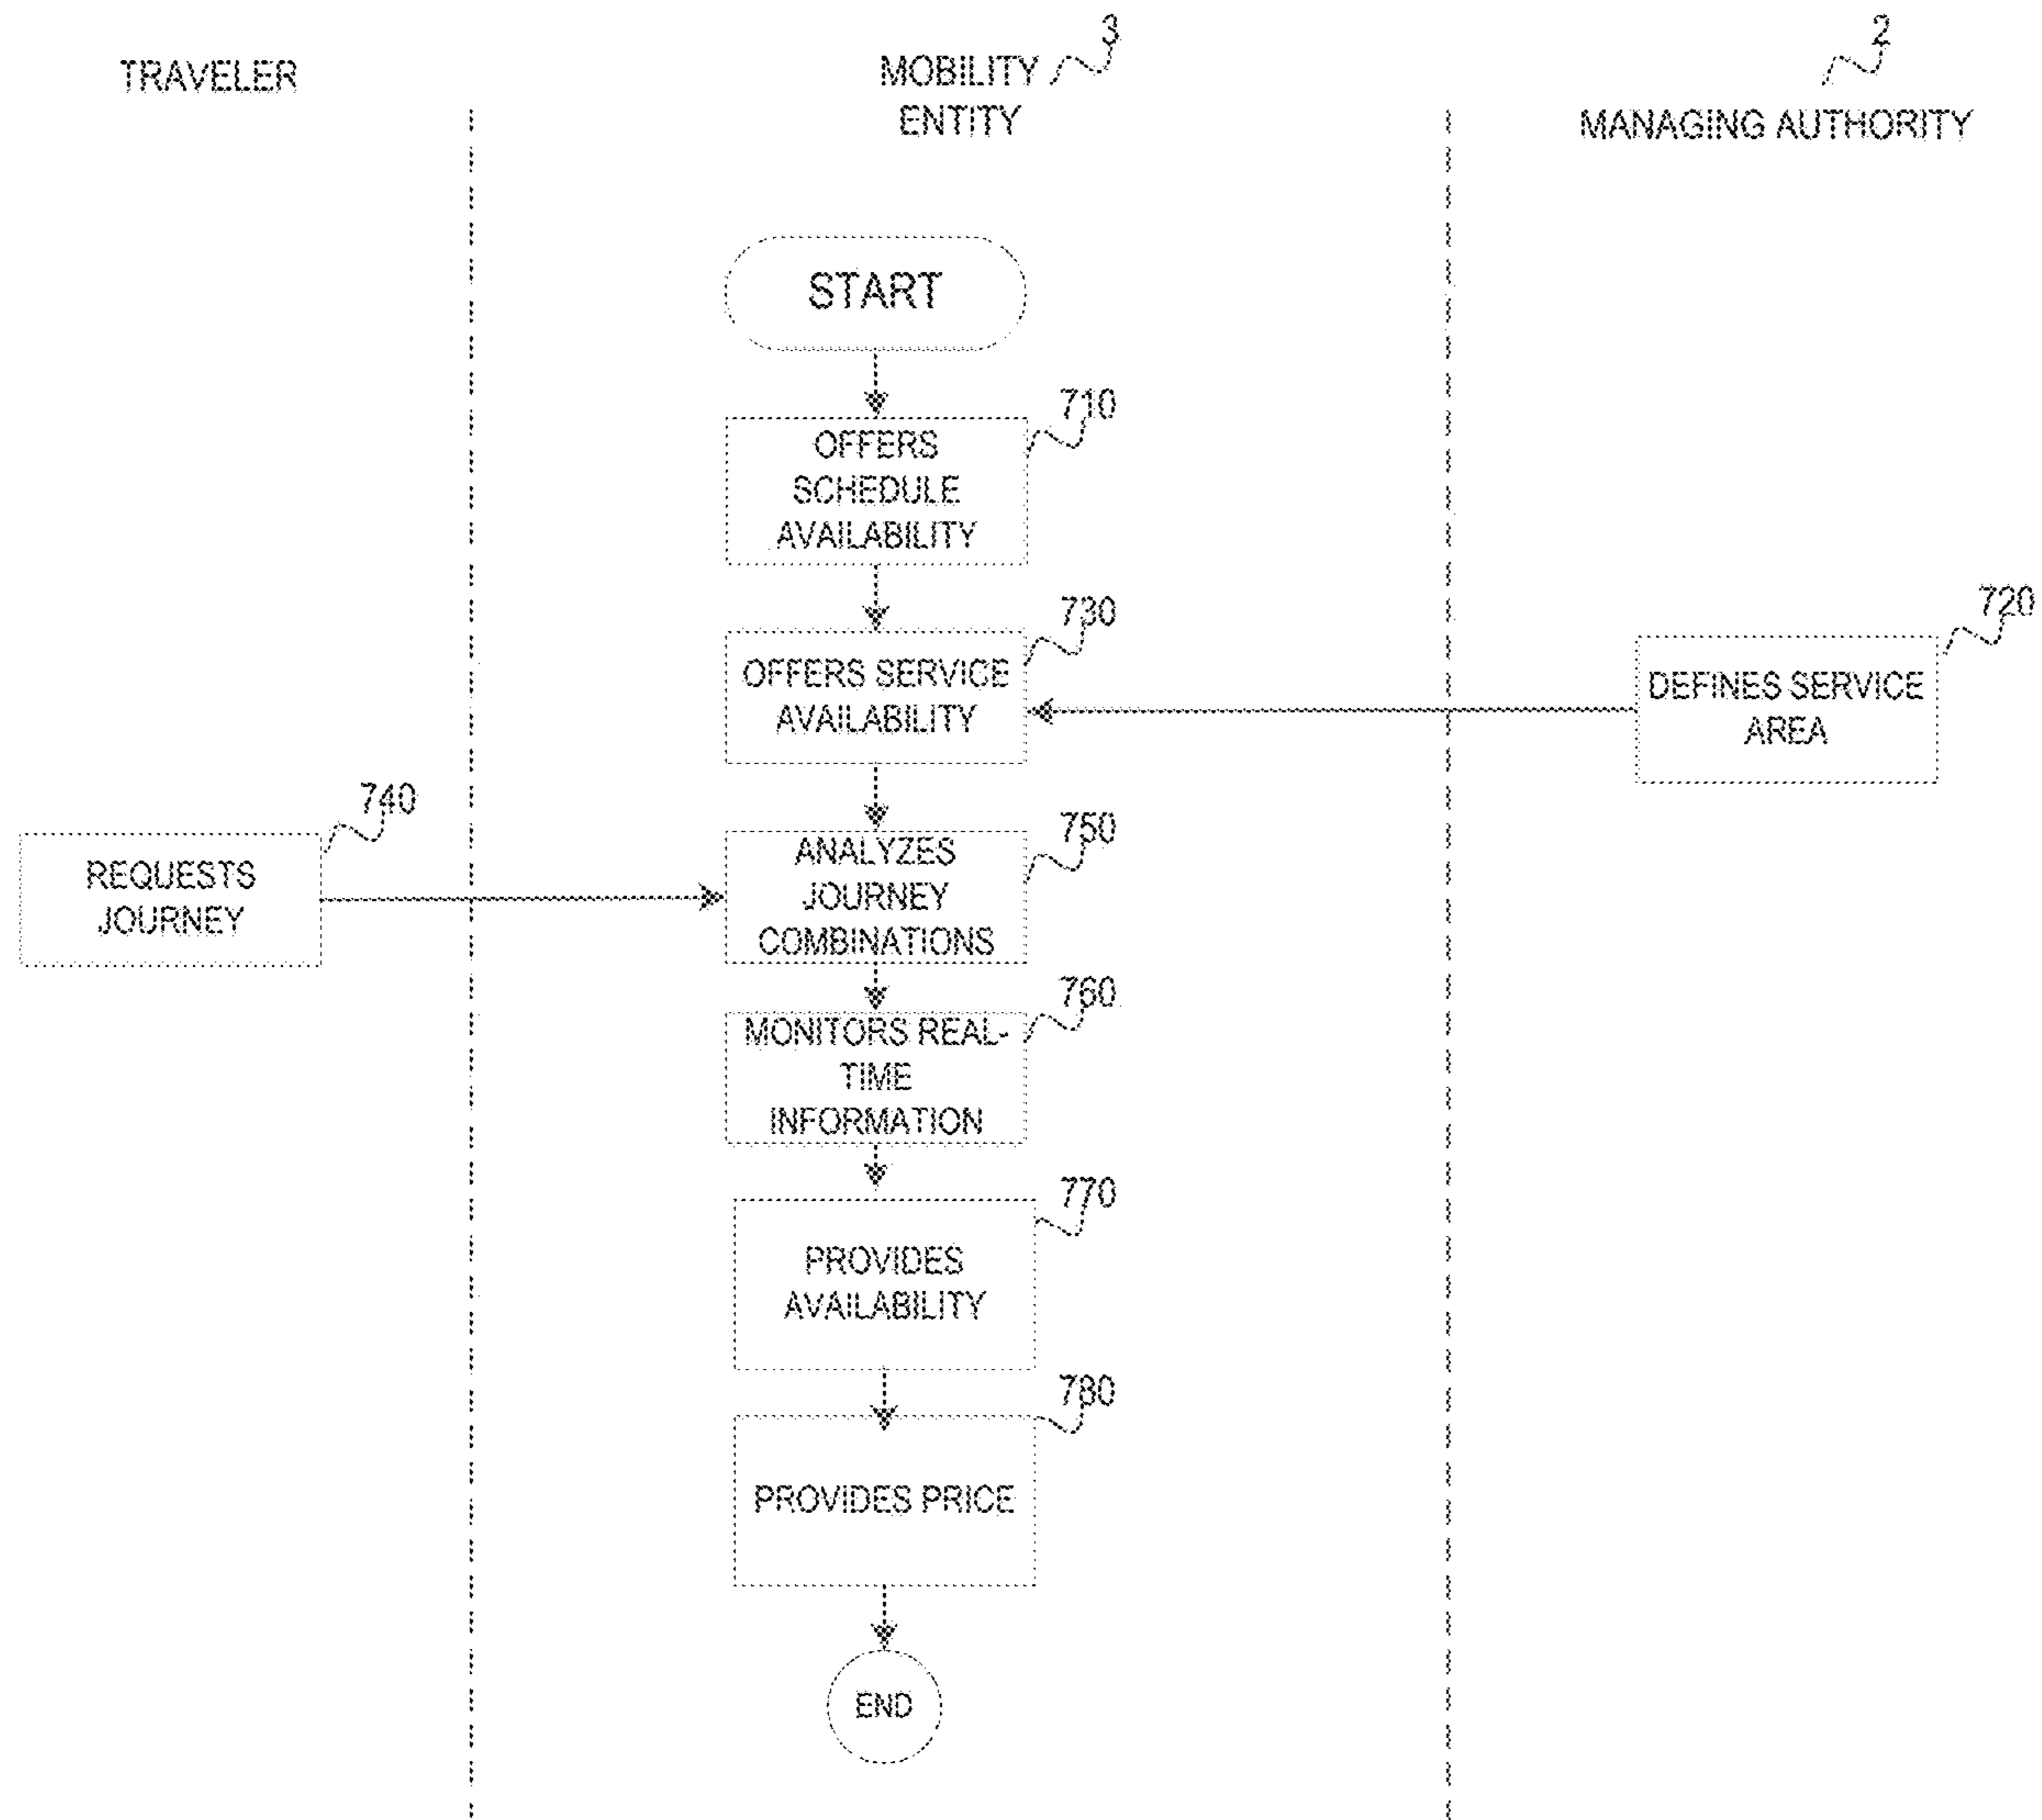 3
2
TRAVELER
MOBILITY
ENTITY
MANAGING AUTHORITY
START
710
OFFERS
SCHEDULE
AVAILABILITY
730
OFFERS SERVICE
AVAILABILITY
720
DEFINES SERVICE
AREA
740
REQUESTS
JOURNEY
750
ANALYZES
JOURNEY
COMBINATIONS
760
MONITORS REAL-
TIME
INFORMATION
770
PROVIDES
AVAILABILITY
780
PROVIDES PRICE
END